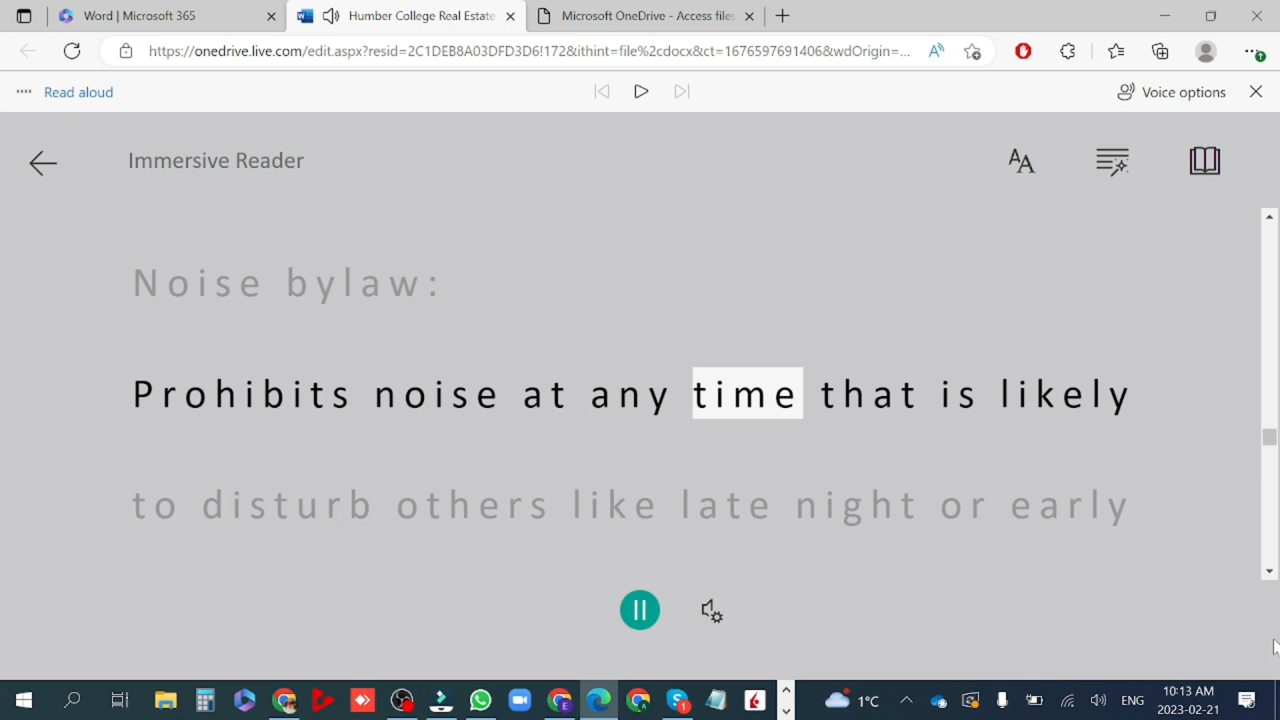 Word | Microsoft 365
Humber College Real Estate
Microsoft OneDrive - Access files
https://onedrive.live.com/edit.aspx?resid=2C1DEB8A03DFD3D6!172&ithint=file%2cdocx&ct=1676597691406&wdOrigin=...
Read aloud
Voice options
Immersive Reader
AA
Noise bylaw:
Prohibits noise at any time that is likely
to disturb others like late night or early
1°C
ENG
10:13 AM
2023-02-21